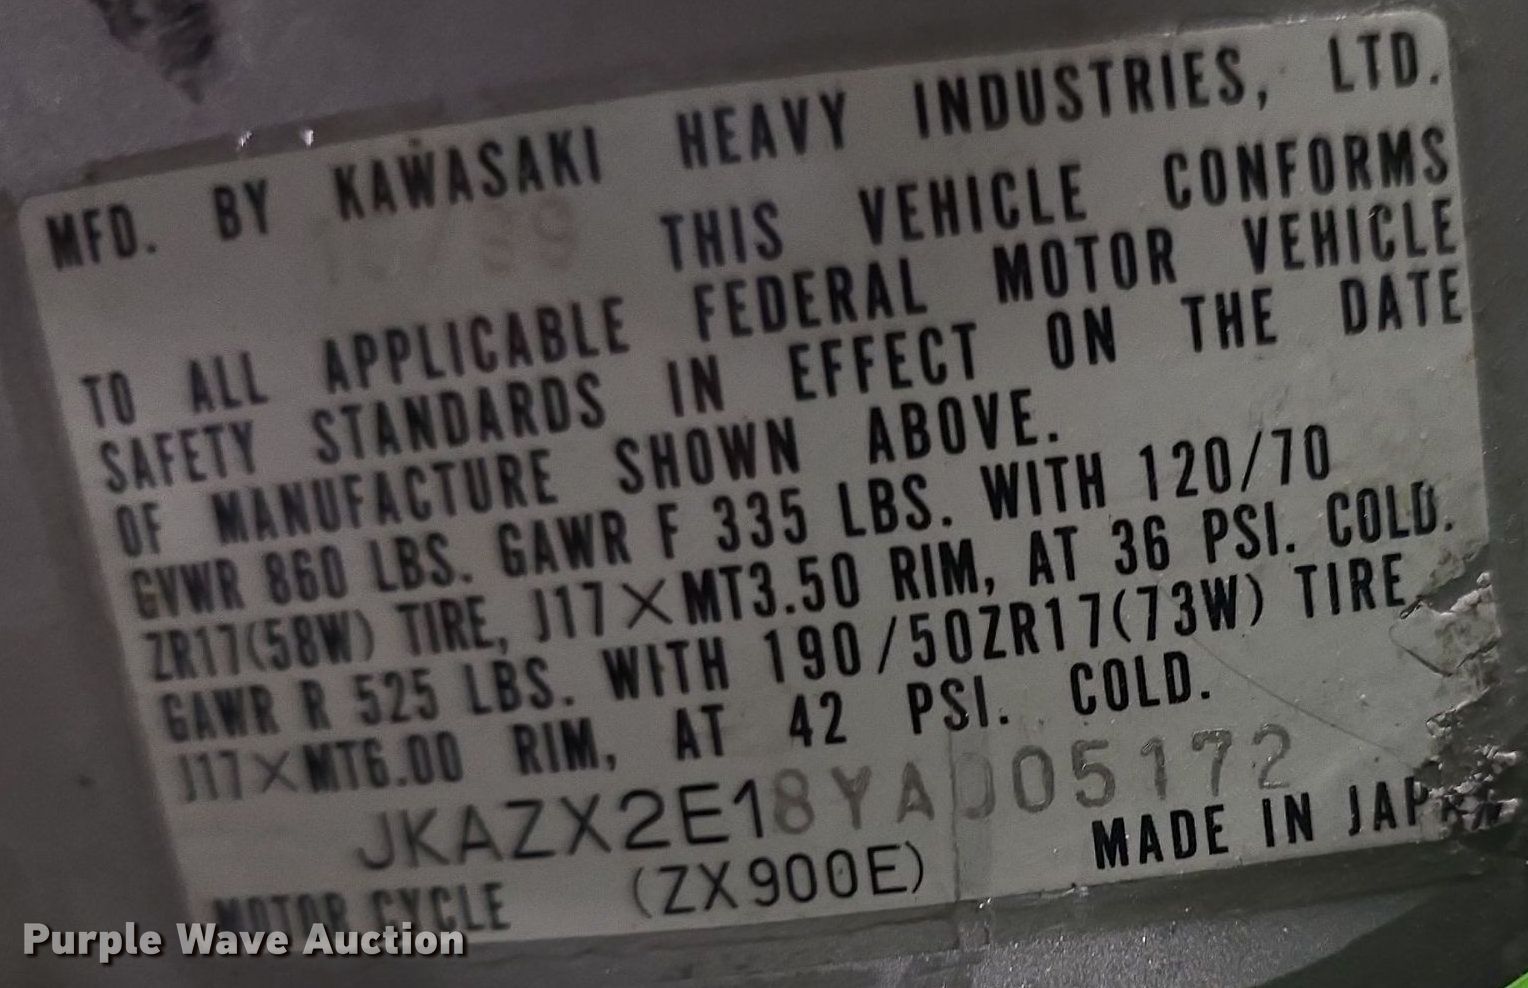 MFD. BY KAWASAKI HEAVY INDUSTRIES, LTD.
THIS VEHICLE CONFORMS
TO ALL APPLICABLE FEDERAL MOTOR VEHICLE
SAFETY STANDARDS IN EFFECT ON THE DATE
OF MANUFACTURE SHOWN ABOVE.
GVWR 860 LBS. GAWR F 335 LBS. WITH 120/70
ZR17(58W) TIRE, J17×MT3.50 RIM, AT 36 PSI. COLD.
GAWR R 525 LBS. WITH 190/50ZR17(73W) TIRE,
J17×MT6.00 RIM, AT 42 PSI. COLD.
JKAZX2E18YA005172
MOTOR CYCLE (ZX900E) MADE IN JAPAN
Purple Wave Auction